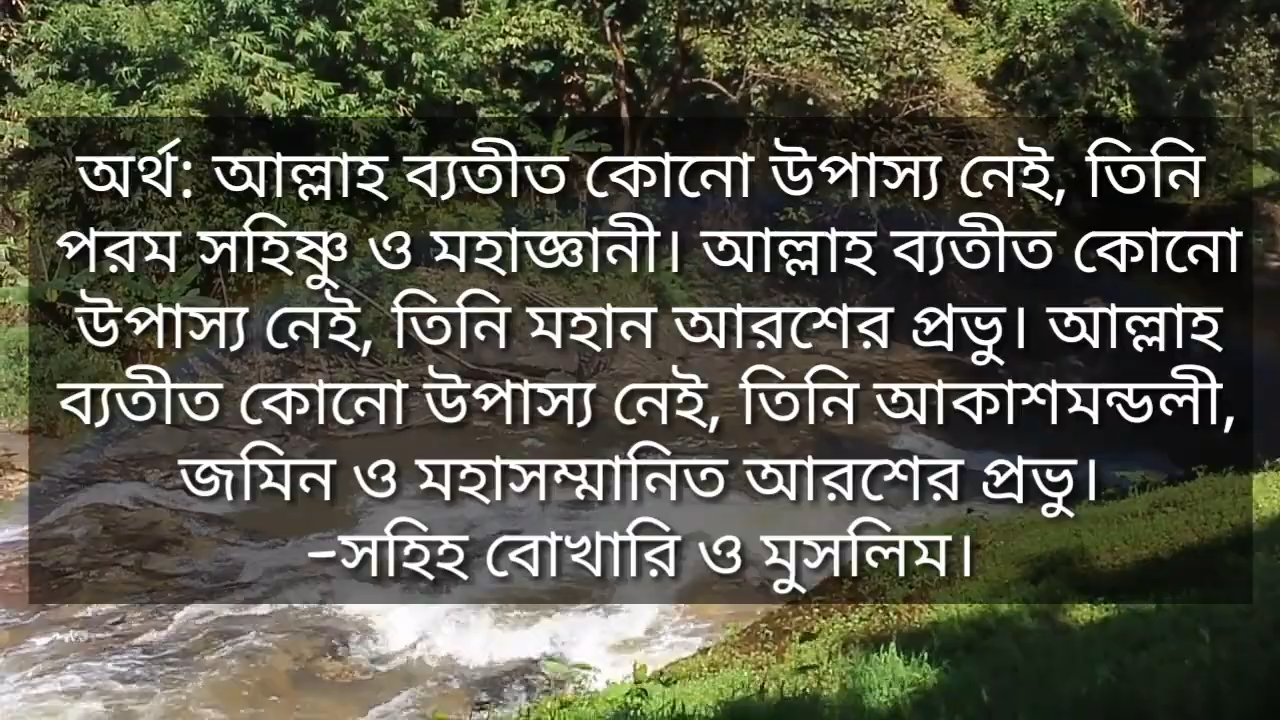 অর্থ: আল্লাহ ব্যতীত কোনো উপাস্য নেই, তিনি
পরম সহিষ্ণু ও মহাজ্ঞানী। আল্লাহ ব্যতীত কোনো
উপাস্য নেই, তিনি মহান আরশের প্রভু। আল্লাহ
ব্যতীত কোনো উপাস্য নেই, তিনি আকাশমন্ডলী,
জমিন ও মহাসম্মানিত আরশের প্রভু।
–সহিহ বোখারি ও মুসলিম।